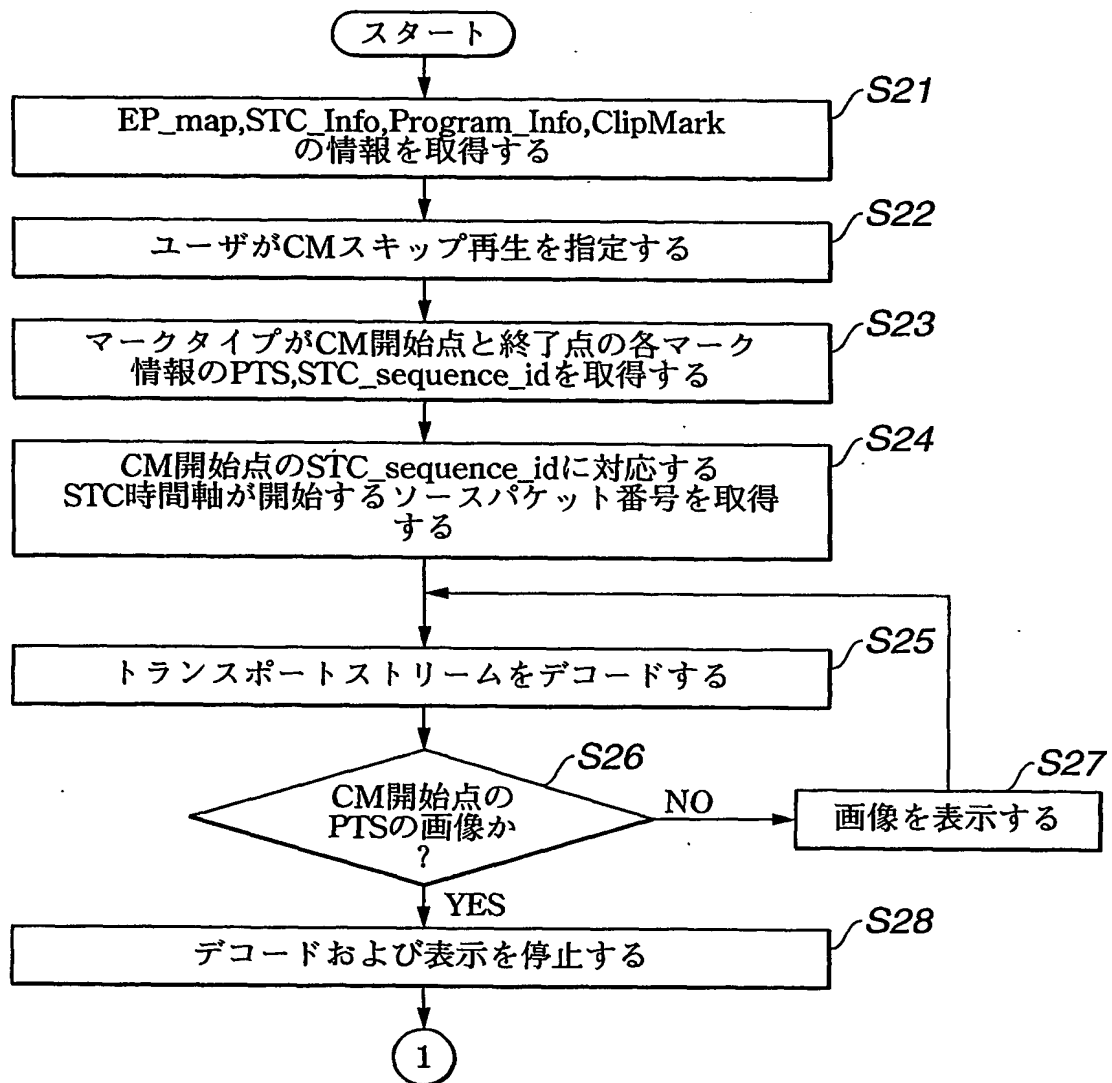 スタート
S21
EP_map,STC_Info,Program_Info,ClipMark
の情報を取得する
S22
ユーザがCMスキップ再生を指定する
S23
マークタイプがCM開始点と終了点の各マーク
情報のPTS,STC_sequence_idを取得する
S24
CM開始点のSTC_sequence_idに対応する
STC時間軸が開始するソースパケット番号を取得
する
S25
トランスポートストリームをデコードする
S26
CM開始点の
PTSの画像か
?
NO
S27
画像を表示する
YES
S28
デコードおよび表示を停止する
1